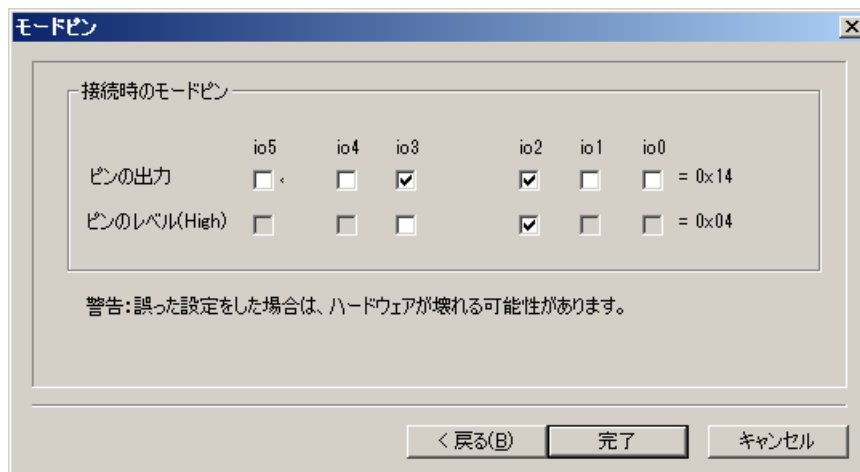 モードピン
接続時のモードピン
io5 io4 io3 io2 io1 io0
ピンの出力 = 0x14
ピンのレベル(High) = 0x04
警告:誤った設定をした場合は、ハードウェアが壊れる可能性があります。
< 戻る(B) 完了 キャンセル